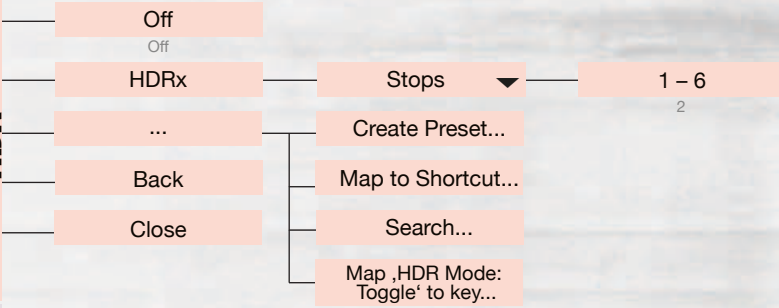 Off
Off
HDRx
Stops
1 – 6
2
...
Create Preset...
Back
Map to Shortcut...
Close
Search...
Map ‚HDR Mode:
Toggle‘ to key...